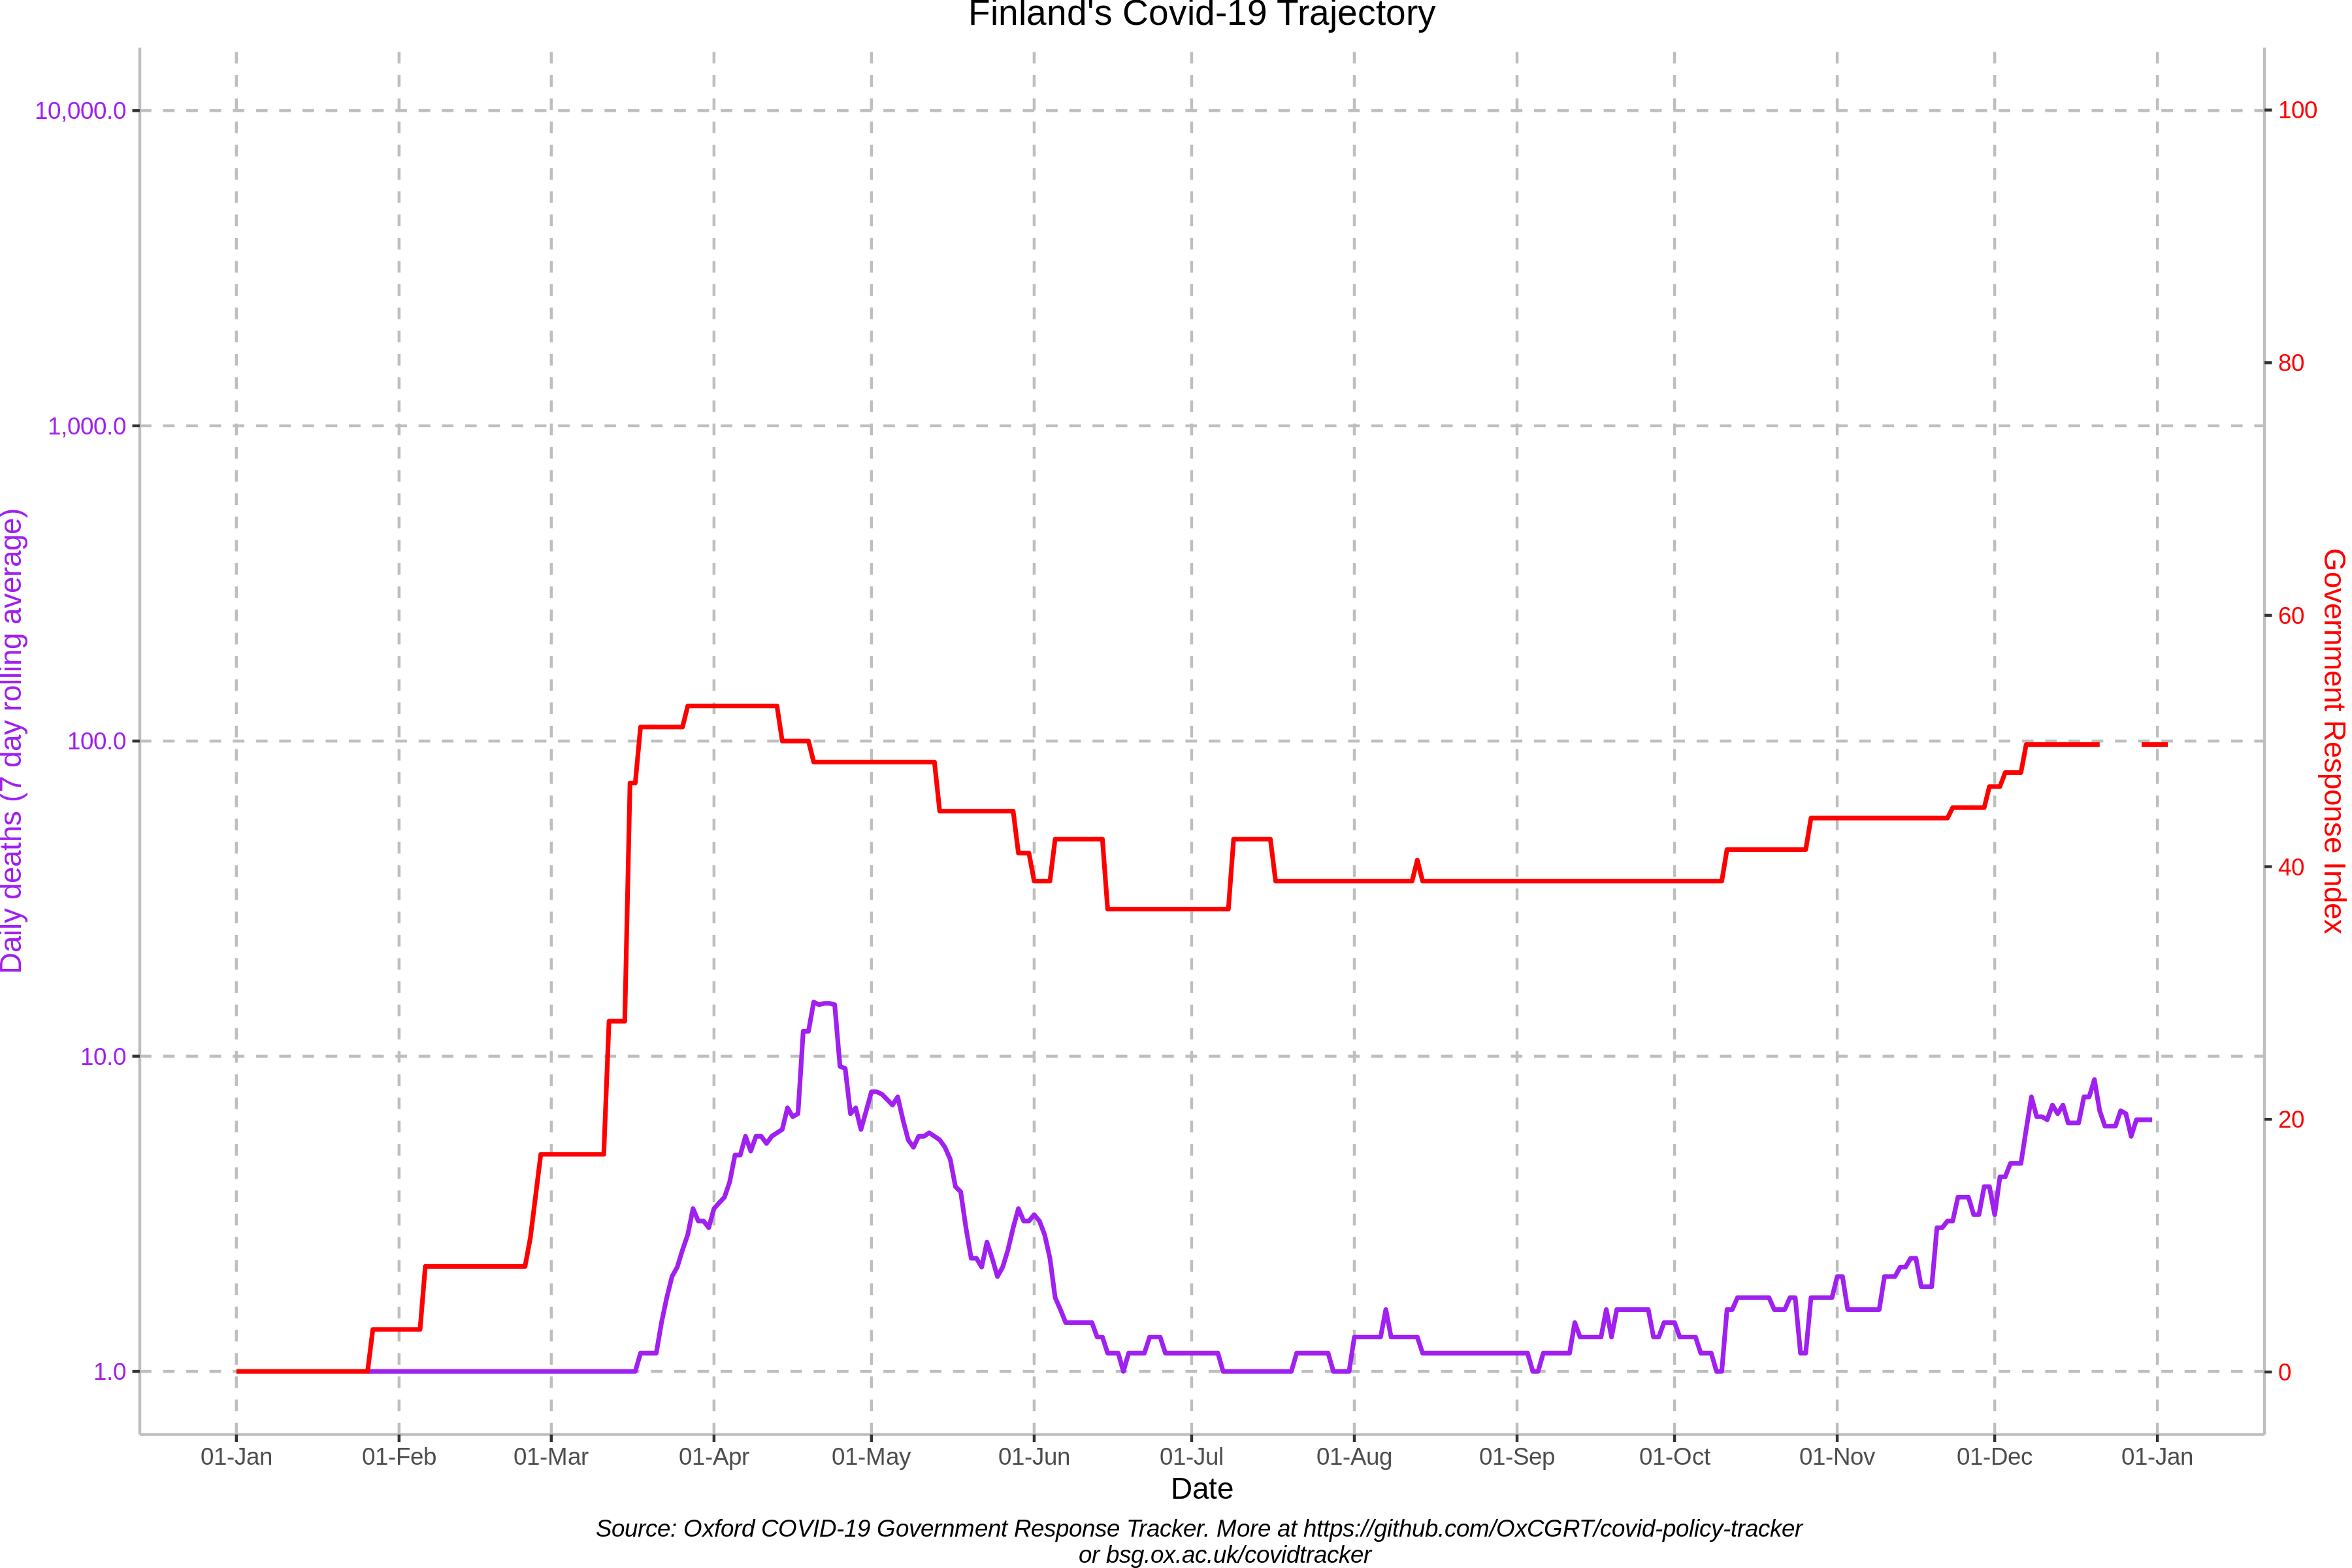 Finland's Covid-19 Trajectory
10,000.0
1,000.0
100.0
10.0
1.0
Daily deaths (7 day rolling average)
100
80
60
40
20
0
Government Response Index
01-Jan
01-Feb
01-Mar
01-Apr
01-May
01-Jun
01-Jul
01-Aug
01-Sep
01-Oct
01-Nov
01-Dec
01-Jan
Date
Source: Oxford COVID-19 Government Response Tracker. More at https://github.com/OxCGRT/covid-policy-tracker
or bsg.ox.ac.uk/covidtracker